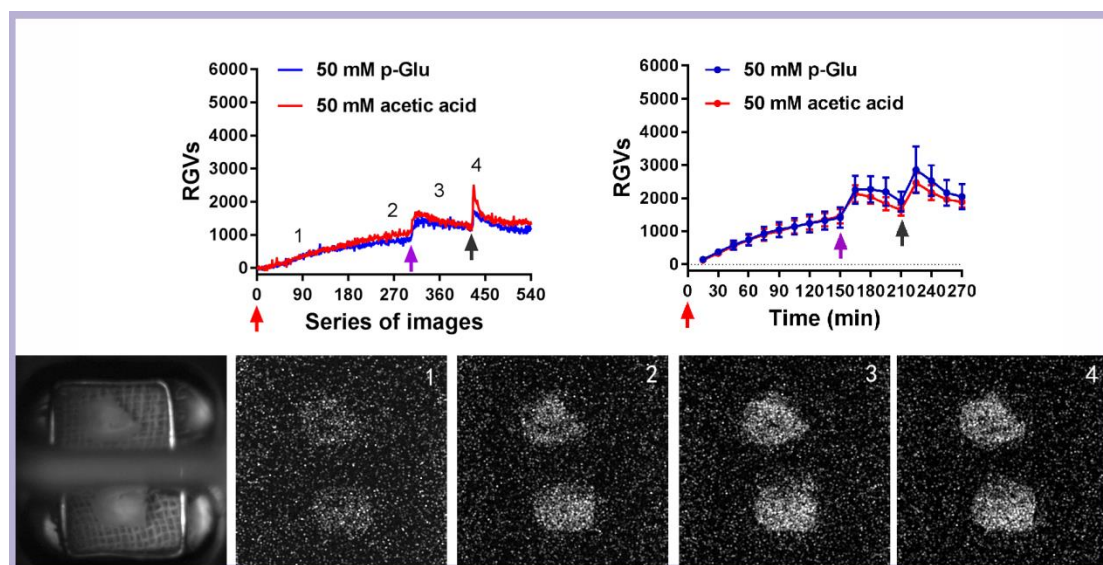 6000
5000
4000
3000
2000
1000
0
RGVs
50 mM p-Glu
50 mM acetic acid
1
2
3
4
0 90 180 270 360 450 540
Series of images
6000
5000
4000
3000
2000
1000
0
RGVs
50 mM p-Glu
50 mM acetic acid
0 30 60 90 120 150 180 210 240 270
Time (min)
1
2
3
4